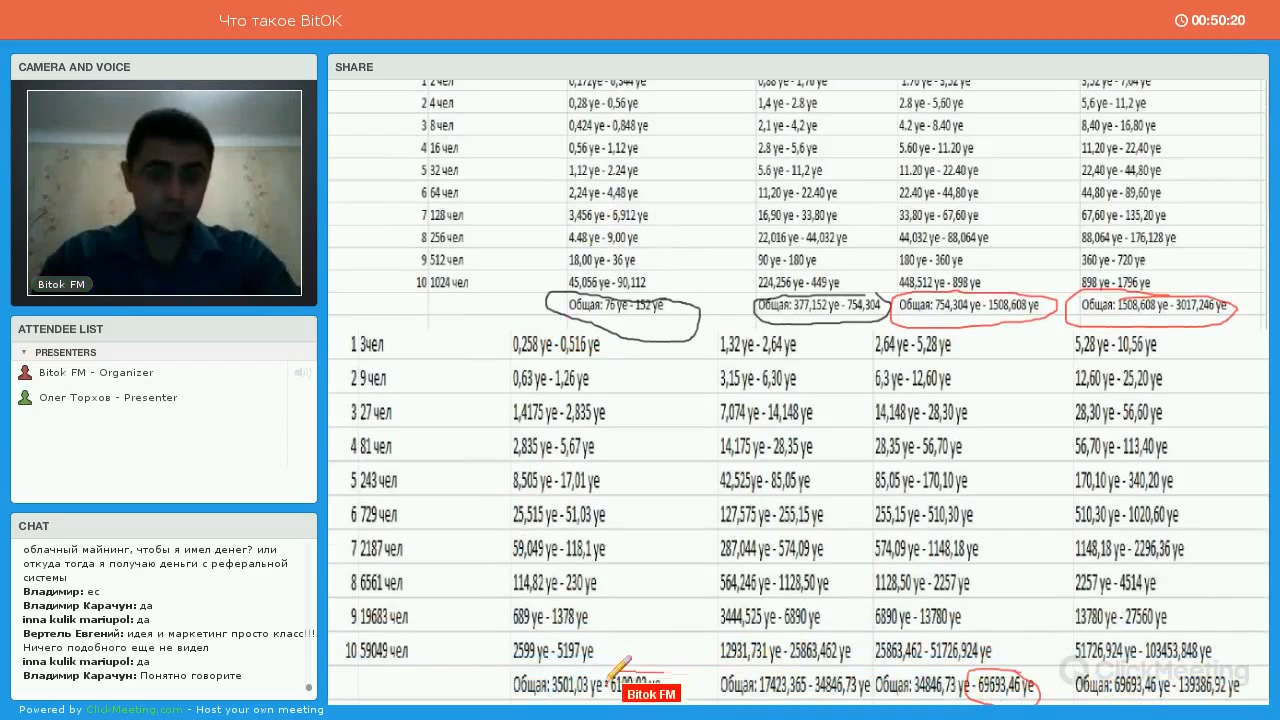 Что такое BitOK
00:50:20
CAMERA AND VOICE
Bitok FM
ATTENDEE LIST
PRESENTERS
Bitok FM - Organizer
Олег Торхов - Presenter
CHAT
облачный майнинг, чтобы я имел денег? или
откуда тогда я получаю деньги с реферальной
системы
Владимир: ес
Владимир Карачун: да
inna kulik mariupol: да
Вертель Евгений: идея и маркетинг просто класс!!!
Ничего подобного еще не видел
inna kulik mariupol: да
Владимир Карачун: Понятно говорите
SHARE
1 2 чел 0,172уе - 0,344 уе 0,88 уе - 1,76 уе 1.76 уе - 3,52 уе 3,52 уе - 7,04 уе
2 4 чел 0,28 уе - 0,56 уе 1,4 уе - 2.8 уе 2.8 уе - 5,60 уе 5,6 уе - 11,2 уе
3 8 чел 0,424 уе - 0,848 уе 2,1 уе - 4,2 уе 4.2 уе - 8.40 уе 8,40 уе - 16,80 уе
4 16 чел 0,56 уе - 1,12 уе 2.8 уе - 5,6 уе 5.60 уе - 11.20 уе 11,20 уе - 22,40 уе
5 32 чел 1,12 уе - 2.24 уе 5.6 уе - 11,2 уе 11.20 уе - 22.40 уе 22,40 уе - 44,80 уе
6 64 чел 2,24 уе - 4,48 уе 11,20 уе - 22.40 уе 22.40 уе - 44,80 уе 44,80 уе - 89,60 уе
7 128 чел 3,456 уе - 6,912 уе 16,90 уе - 33,80 уе 33,80 уе - 67,60 уе 67,60 уе - 135,20 уе
8 256 чел 4.48 уе - 9,00 уе 22,016 уе - 44,032 уе 44,032 уе - 88,064 уе 88,064 уе - 176,128 уе
9 512 чел 18,00 уе - 36 уе 90 уе - 180 уе 180 уе - 360 уе 360 уе - 720 уе
10 1024 чел 45,056 уе - 90,112 224,256 уе - 449 уе 448,512 уе - 898 уе 898 уе - 1796 уе
Общая: 76 уе - 152 уе Общая: 377,152 уе - 754,304 Общая: 754,304 уе - 1508,608 уе Общая: 1508,608 уе - 3017,246 уе
1 3чел 0,258 уе - 0,516 уе 1,32 уе - 2,64 уе 2,64 уе - 5,28 уе 5,28 уе - 10,56 уе
2 9 чел 0,63 уе - 1,26 уе 3,15 уе - 6,30 уе 6,3 уе - 12,60 уе 12,60 уе - 25,20 уе
3 27 чел 1,4175 уе - 2,835 уе 7,074 уе - 14,148 уе 14,148 уе - 28,30 уе 28,30 уе - 56,60 уе
4 81 чел 2,835 уе - 5,67 уе 14,175 уе - 28,35 уе 28,35 уе - 56,70 уе 56,70 уе - 113,40 уе
5 243 чел 8,505 уе - 17,01 уе 42,525уе - 85,05 уе 85,05 уе - 170,10 уе 170,10 уе - 340,20 уе
6 729 чел 25,515 уе - 51,03 уе 127,575 уе - 255,15 уе 255,15 уе - 510,30 уе 510,30 уе - 1020,60 уе
7 2187 чел 59,049 уе - 118,1 уе 287,044 уе - 574,09 уе 574,09 уе - 1148,18 уе 1148,18 уе - 2296,36 уе
8 6561 чел 114,82 уе - 230 уе 564,246 уе - 1128,50 уе 1128,50 уе - 2257 уе 2257 уе - 4514 уе
9 19683 чел 689 уе - 1378 уе 3444,525 уе - 6890 уе 6890 уе - 13780 уе 13780 уе - 27560 уе
10 59049 чел 2599 уе - 5197 уе 12931,731 уе - 25863,462 уе 25863,462 - 51726,924 уе 51726,924 уе - 103453,848 уе
Общая: 3501,03 уе - Общая: 17423,365 - 34846,73 уе Общая: 34846,73 уе - 69693,46 уе Общая: 69693,46 уе - 139386,92 уе
Bitok FM
ClickMeeting
Powered by ClickMeeting.com - Host your own meeting